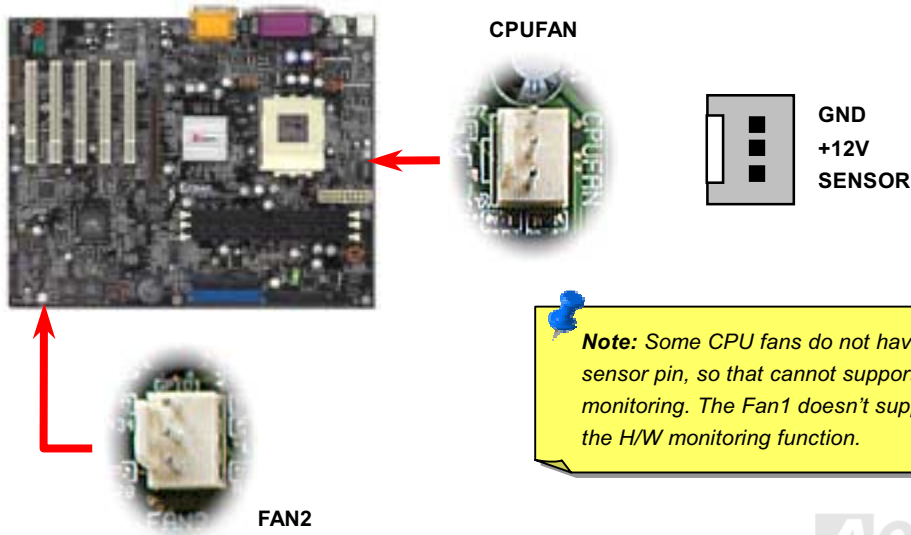 CPUFAN
CPUFAN
GND
+12V
SENSOR
Note: Some CPU fans do not hav
sensor pin, so that cannot suppor
monitoring. The Fan1 doesn't sup
the H/W monitoring function.
FAN2